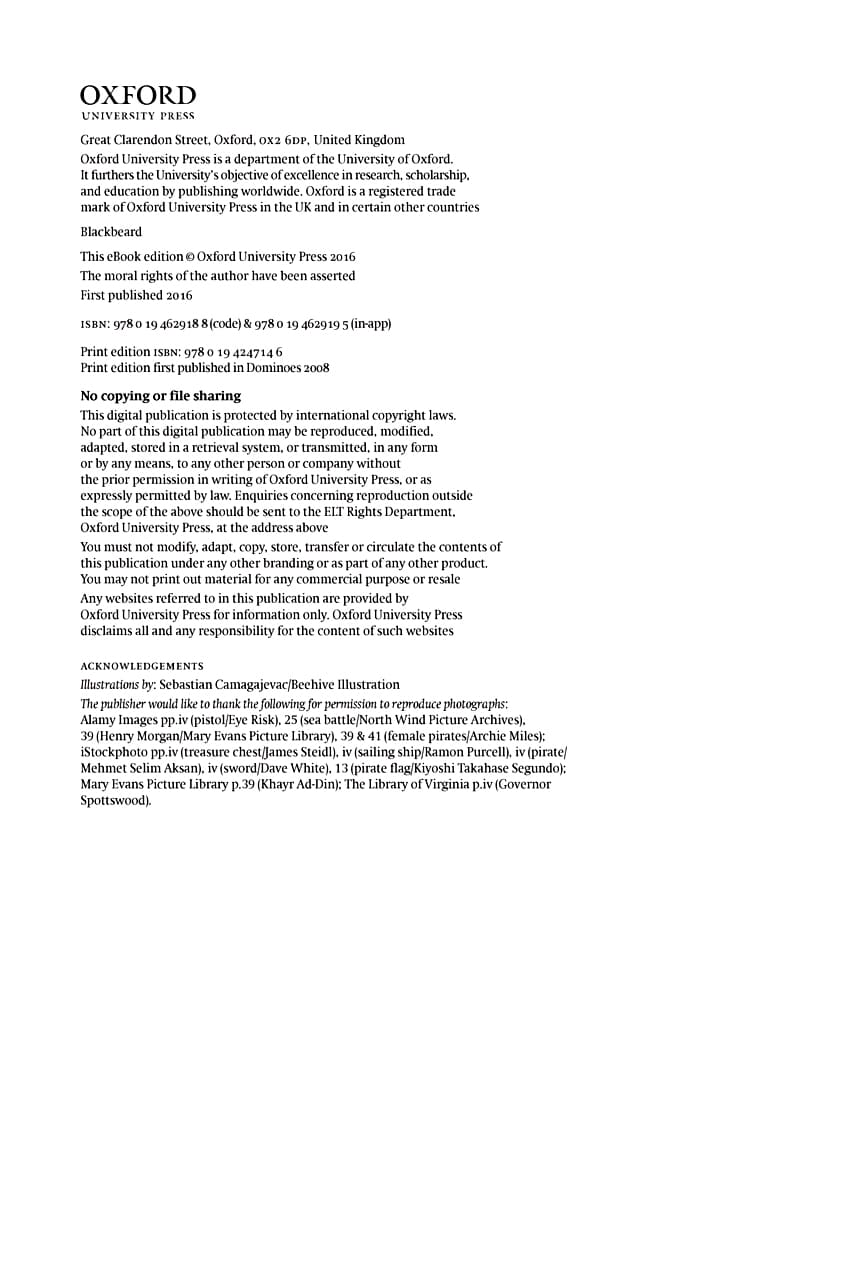 OXFORD
UNIVERSITY PRESS
Great Clarendon Street, Oxford, OX2 6DP, United Kingdom
Oxford University Press is a department of the University of Oxford.
It furthers the University's objective of excellence in research, scholarship,
and education by publishing worldwide. Oxford is a registered trade
mark of Oxford University Press in the UK and in certain other countries
Blackbeard
This eBook edition © Oxford University Press 2016
The moral rights of the author have been asserted
First published 2016
ISBN: 978 0 19 462918 8 (code) & 978 0 19 462919 5 (in-app)
Print edition ISBN: 978 0 19 424714 6
Print edition first published in Dominoes 2008
No copying or file sharing
This digital publication is protected by international copyright laws.
No part of this digital publication may be reproduced, modified,
adapted, stored in a retrieval system, or transmitted, in any form
or by any means, to any other person or company without
the prior permission in writing of Oxford University Press, or as
expressly permitted by law. Enquiries concerning reproduction outside
the scope of the above should be sent to the ELT Rights Department,
Oxford University Press, at the address above
You must not modify, adapt, copy, store, transfer or circulate the contents of
this publication under any other branding or as part of any other product.
You may not print out material for any commercial purpose or resale
Any websites referred to in this publication are provided by
Oxford University Press for information only. Oxford University Press
disclaims all and any responsibility for the content of such websites
ACKNOWLEDGEMENTS
Illustrations by: Sebastian Camagajevac/Beehive Illustration
The publisher would like to thank the following for permission to reproduce photographs:
Alamy Images pp.iv (pistol/Eye Risk), 25 (sea battle/North Wind Picture Archives),
39 (Henry Morgan/Mary Evans Picture Library), 39 & 41 (female pirates/Archie Miles);
iStockphoto pp.iv (treasure chest/James Steidl), iv (sailing ship/Ramon Purcell), iv (pirate/
Mehmet Selim Aksan), iv (sword/Dave White), 13 (pirate flag/Kiyoshi Takahase Segundo);
Mary Evans Picture Library p.39 (Khayr Ad-Din); The Library of Virginia p.iv (Governor
Spottswood).